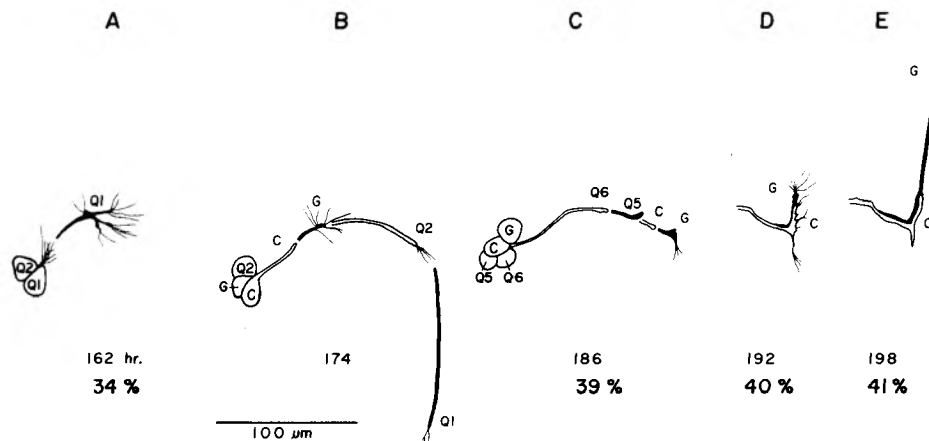 A B C D E
G
Q1
G
Q6 Q5 C G
G C
C
C
Q2
Q2
Q1
Q2
G
C
G
C
Q5 Q6
162 hr. 174 186 192 198
34 % 39 % 40 % 41 %
100 µm
Q1